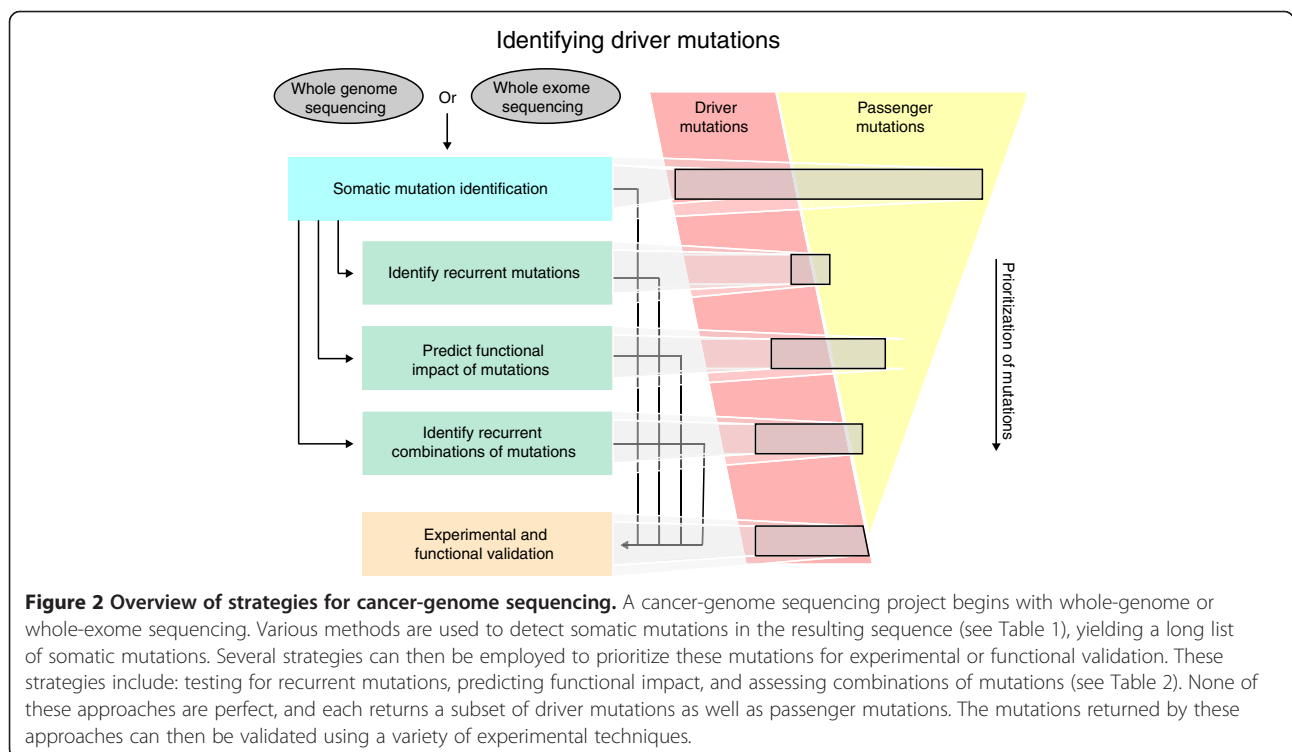 Identifying driver mutations
Whole genome
sequencing
Or
Whole exome
sequencing
Driver
mutations
Passenger
mutations
Somatic mutation identification
Identify recurrent mutations
Predict functional
impact of mutations
Identify recurrent
combinations of mutations
Experimental and
functional validation
Prioritization of mutations
Figure 2 Overview of strategies for cancer-genome sequencing. A cancer-genome sequencing project begins with whole-genome or
whole-exome sequencing. Various methods are used to detect somatic mutations in the resulting sequence (see Table 1), yielding a long list
of somatic mutations. Several strategies can then be employed to prioritize these mutations for experimental or functional validation. These
strategies include: testing for recurrent mutations, predicting functional impact, and assessing combinations of mutations (see Table 2). None of
these approaches are perfect, and each returns a subset of driver mutations as well as passenger mutations. The mutations returned by these
approaches can then be validated using a variety of experimental techniques.